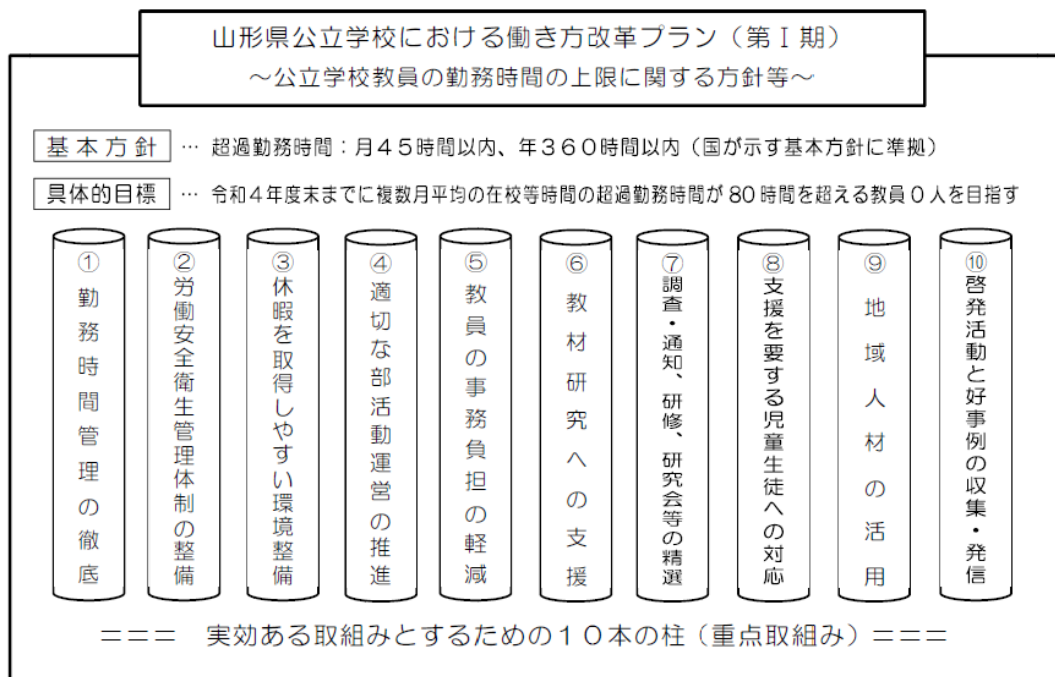 山形県公立学校における働き方改革プラン（第Ⅰ期）
～公立学校教員の勤務時間の上限に関する方針等～
基本方針 … 超過勤務時間：月４５時間以内、年３６０時間以内（国が示す基本方針に準拠）
具体的目標 … 令和４年度末までに複数月平均の在校等時間の超過勤務時間が80時間を超える教員０人を目指す
①勤務時間管理の徹底
②労働安全衛生管理体制の整備
③休暇を取得しやすい環境整備
④適切な部活動運営の推進
⑤教員の事務負担の軽減
⑥教材研究への支援
⑦調査・通知、研修、研究会等の精選
⑧支援を要する児童生徒への対応
⑨地域人材の活用
⑩啓発活動と好事例の収集・発信
＝＝＝ 実効ある取組みとするための１０本の柱（重点取組み）＝＝＝